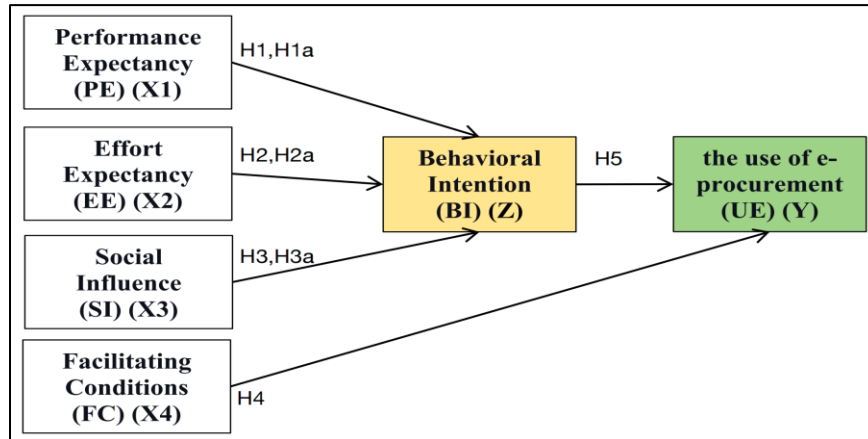 Performance
Expectancy
(PE) (X1)
H1,H1a
Effort
Expectancy
(EE) (X2)
H2,H2a
Social
Influence
(SI) (X3)
H3,H3a
Facilitating
Conditions
(FC) (X4)
H4
Behavioral
Intention
(BI) (Z)
H5
the use of e-
procurement
(UE) (Y)